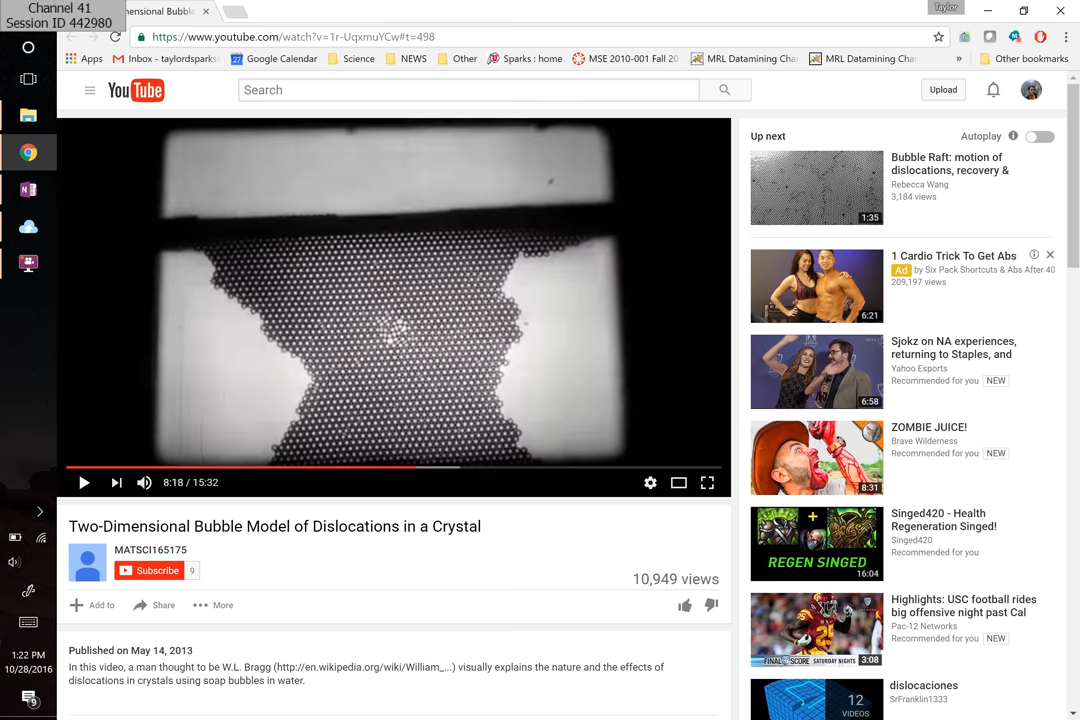 Channel 41
Session ID 442980
mensional Bubble
Taylor
https://www.youtube.com/watch?v=1r-UqxmuYCw#t=498
Apps
Inbox - taylordsparks
27 Google Calendar
Science
NEWS
Other
Sparks : home
MSE 2010-001 Fall 20
MRL Datamining Cha
MRL Datamining Cha
»
Other bookmarks
YouTube
Search
Upload
8:18 / 15:32
Two-Dimensional Bubble Model of Dislocations in a Crystal
MATSCI165175
Subscribe 9
10,949 views
Add to
Share
More
Published on May 14, 2013
In this video, a man thought to be W.L. Bragg (http://en.wikipedia.org/wiki/William_...) visually explains the nature and the effects of
dislocations in crystals using soap bubbles in water.
Up next
Autoplay
1:35
Bubble Raft: motion of
dislocations, recovery &
Rebecca Wang
3,184 views
6:21
1 Cardio Trick To Get Abs
Ad by Six Pack Shortcuts & Abs After 40
209,197 views
6:58
Sjokz on NA experiences,
returning to Staples, and
Yahoo Esports
Recommended for you NEW
8:31
ZOMBIE JUICE!
Brave Wilderness
Recommended for you NEW
REGEN SINGED
16:04
Singed420 - Health
Regeneration Singed!
Singed420
Recommended for you
FINAL SCORE SATURDAY NIGHTS
3:08
Highlights: USC football rides
big offensive night past Cal
Pac-12 Networks
Recommended for you NEW
12
VIDEOS
dislocaciones
SrFranklin1333
1:22 PM
10/28/2016
9